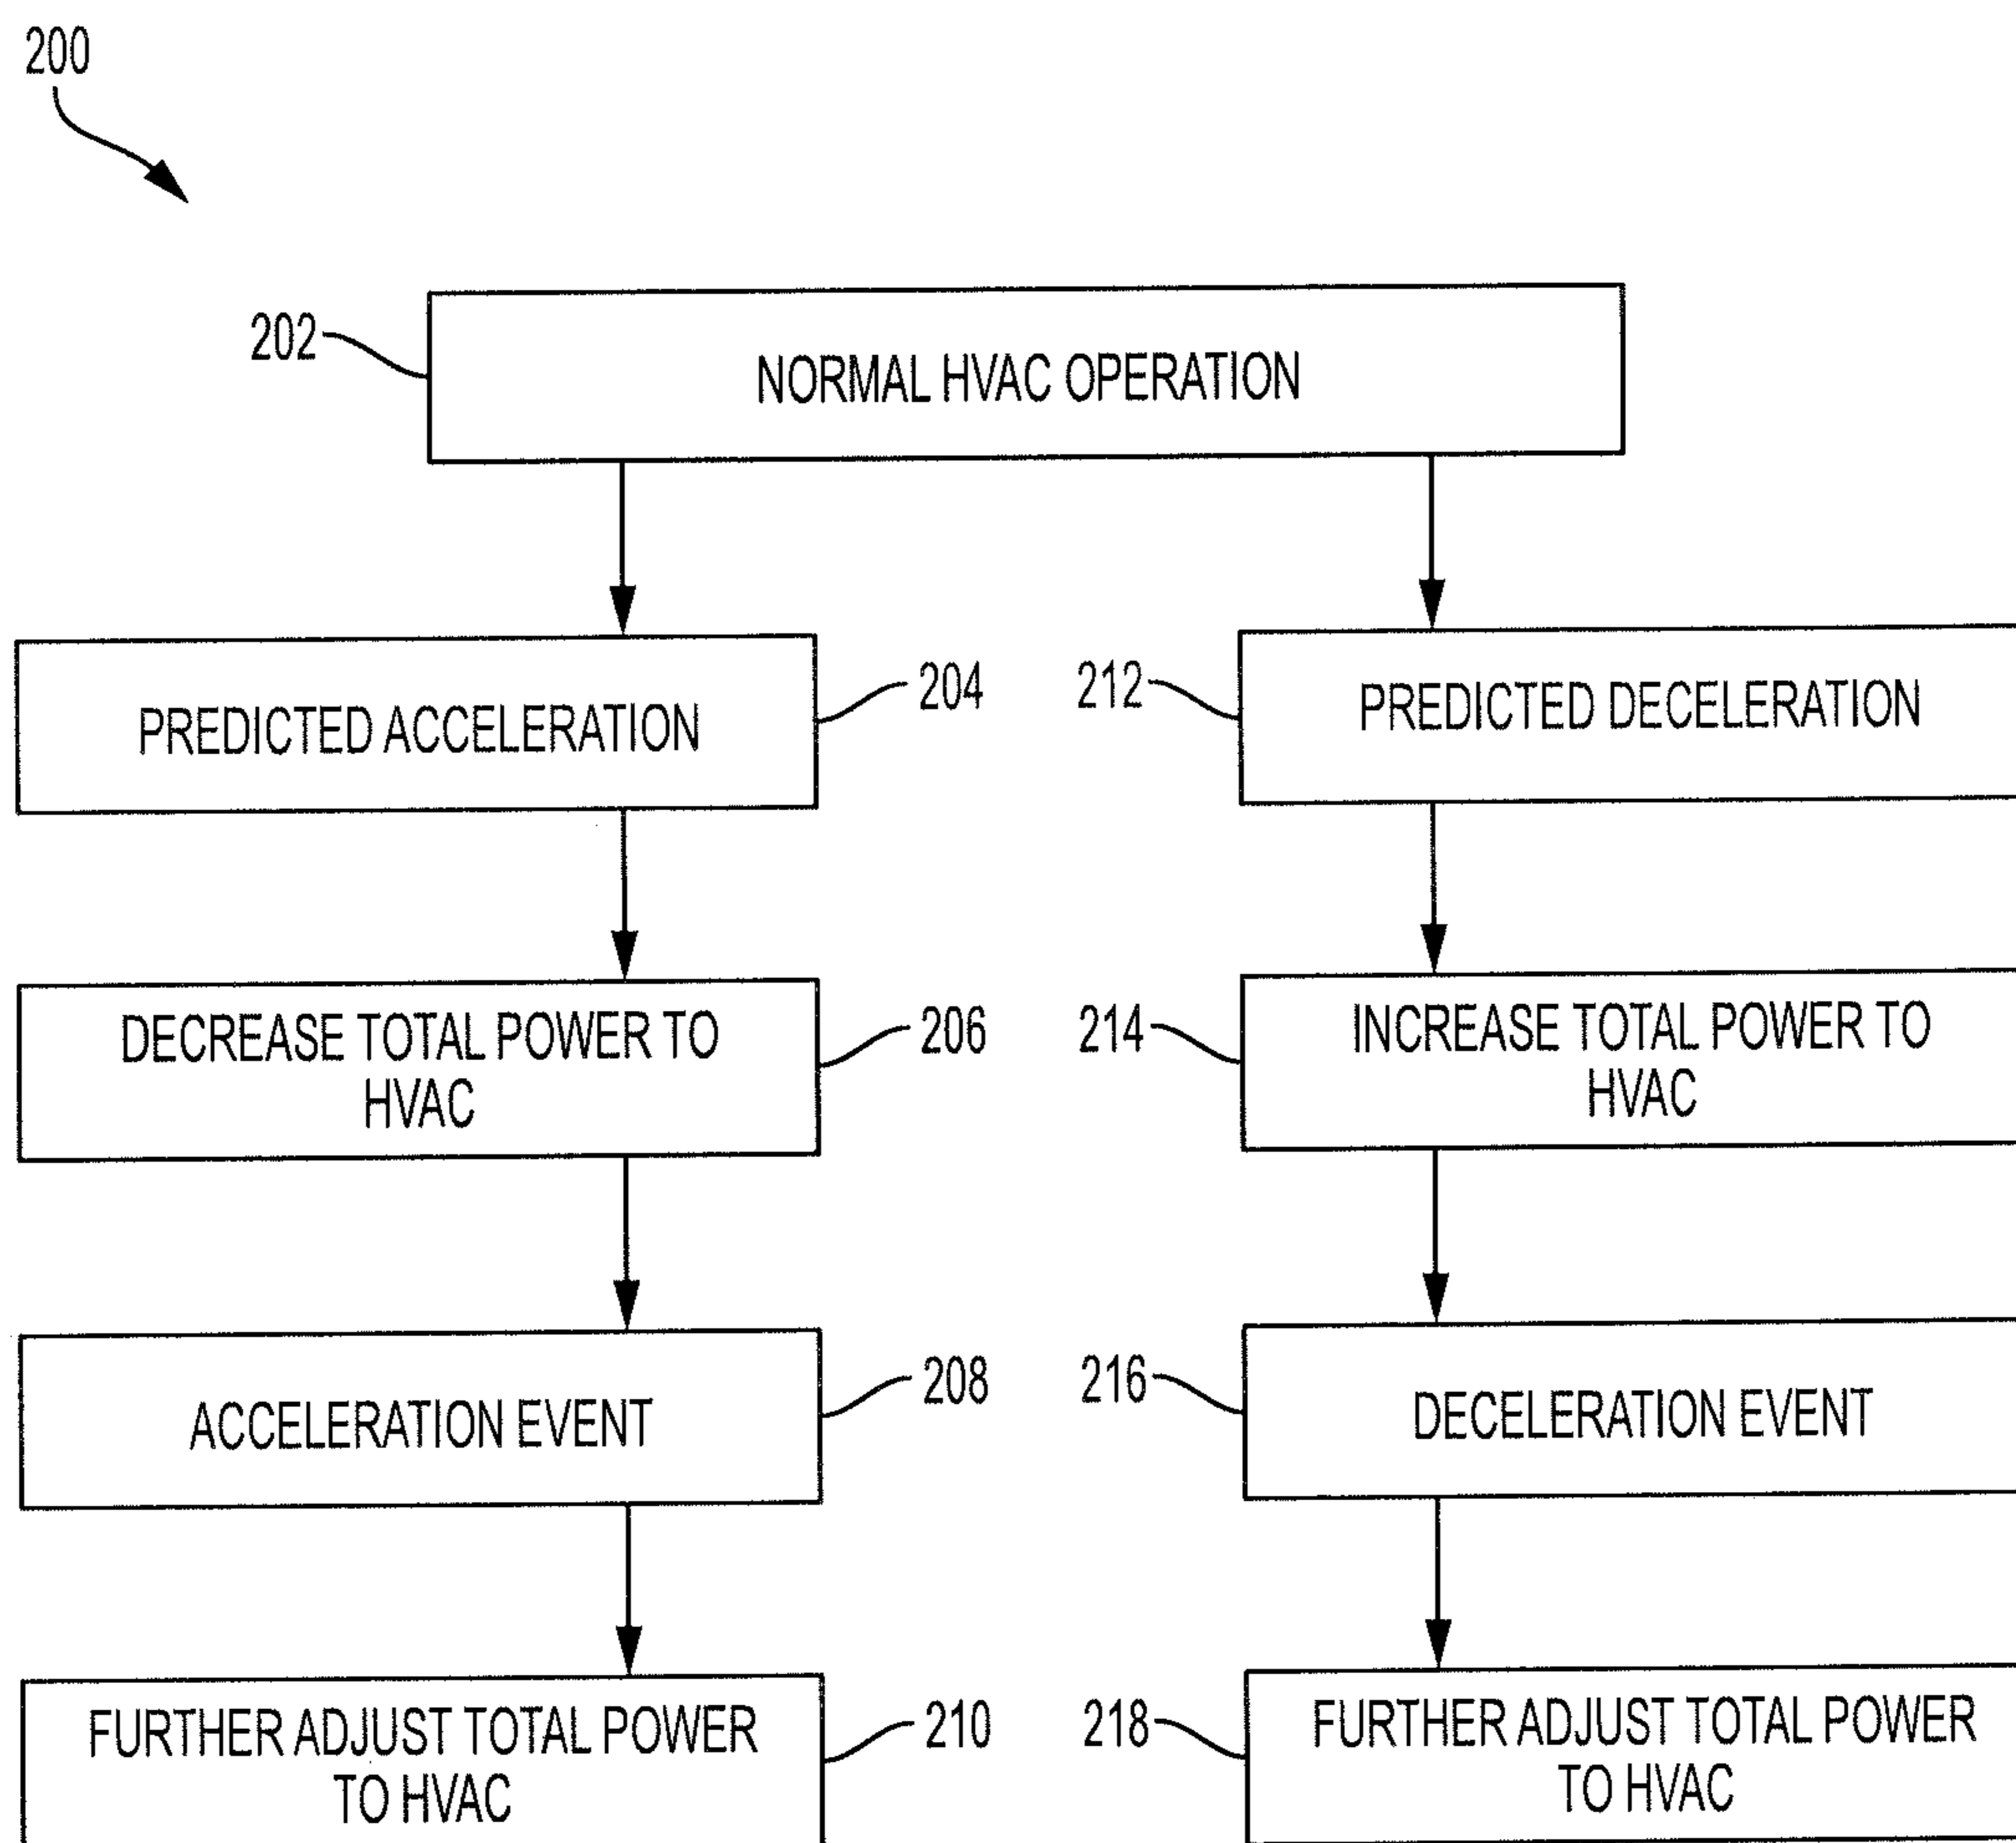 200
202
NORMAL HVAC OPERATION
PREDICTED ACCELERATION
204
212
PREDICTED DECELERATION
DECREASE TOTAL POWER TO
HVAC
206
214
INCREASE TOTAL POWER TO
HVAC
ACCELERATION EVENT
208
216
DECELERATION EVENT
FURTHER ADJUST TOTAL POWER
TO HVAC
210
218
FURTHER ADJUST TOTAL POWER
TO HVAC